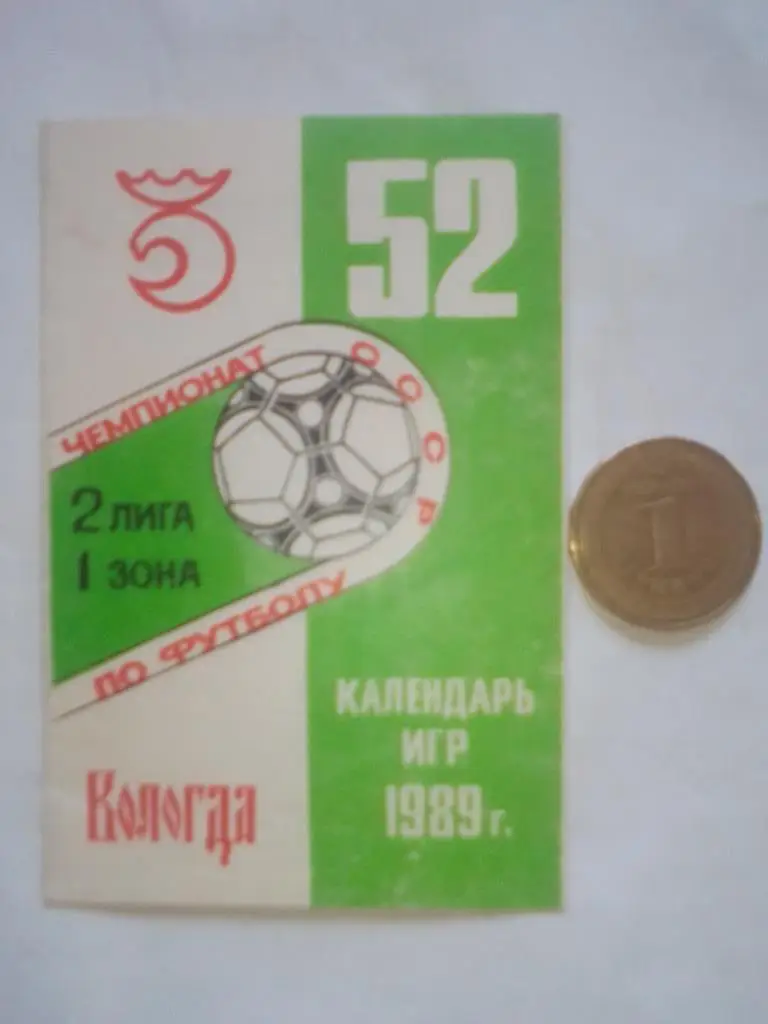 52
ЧЕМПИОНАТ СССР
2 ЛИГА
1 ЗОНА
ПО ФУТБОЛУ
КАЛЕНДАРЬ
ИГР
1989 г.
Вологда
1